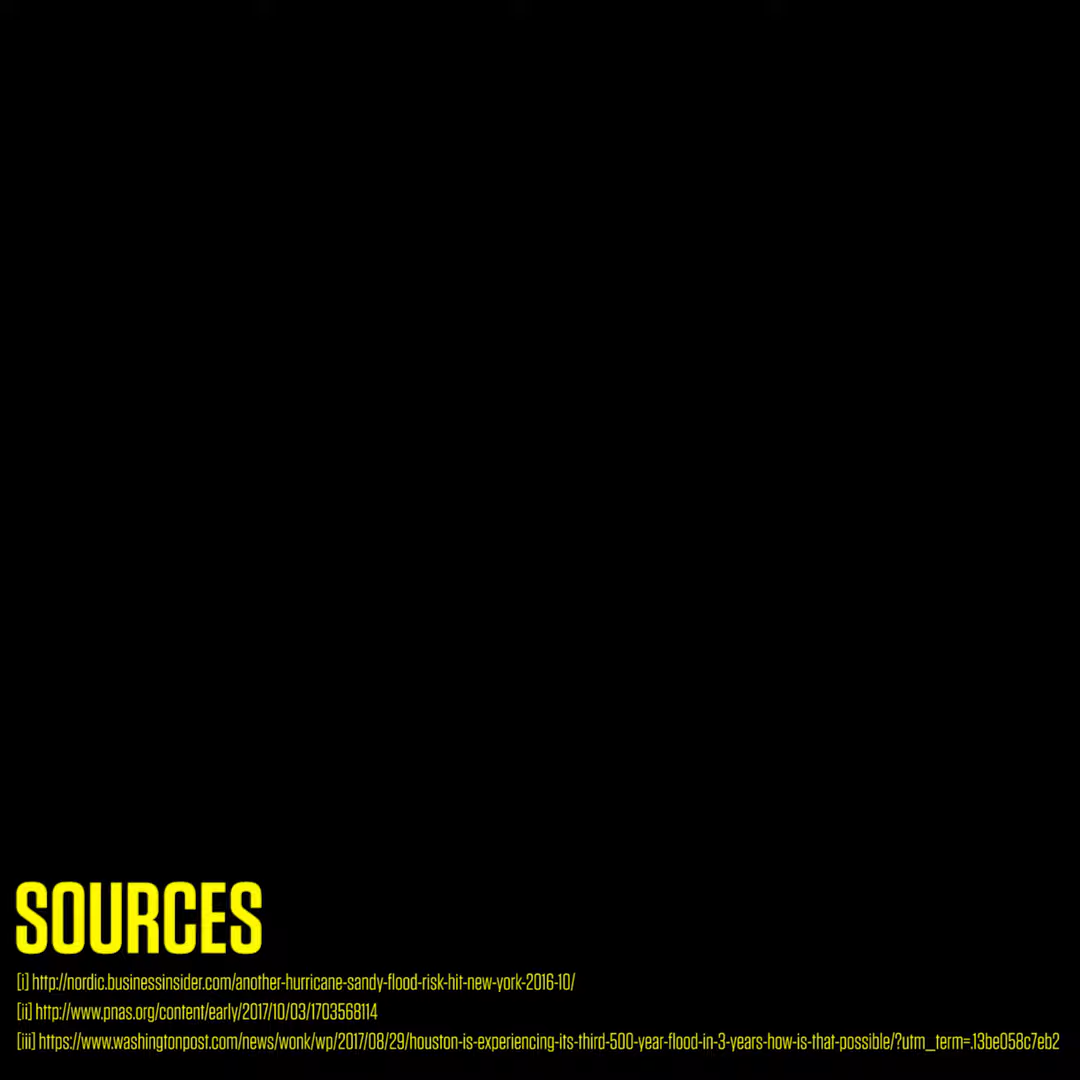 SOURCES
[i] http://nordic.businessinsider.com/another-hurricane-sandy-flood-risk-hit-new-york-2016-10/
[ii] http://www.pnas.org/content/early/2017/10/03/1703568114
[iii] https://www.washingtonpost.com/news/wonk/wp/2017/08/29/houston-is-experiencing-its-third-500-year-flood-in-3-years-how-is-that-possible/?utm_term=.13be058c7eb2